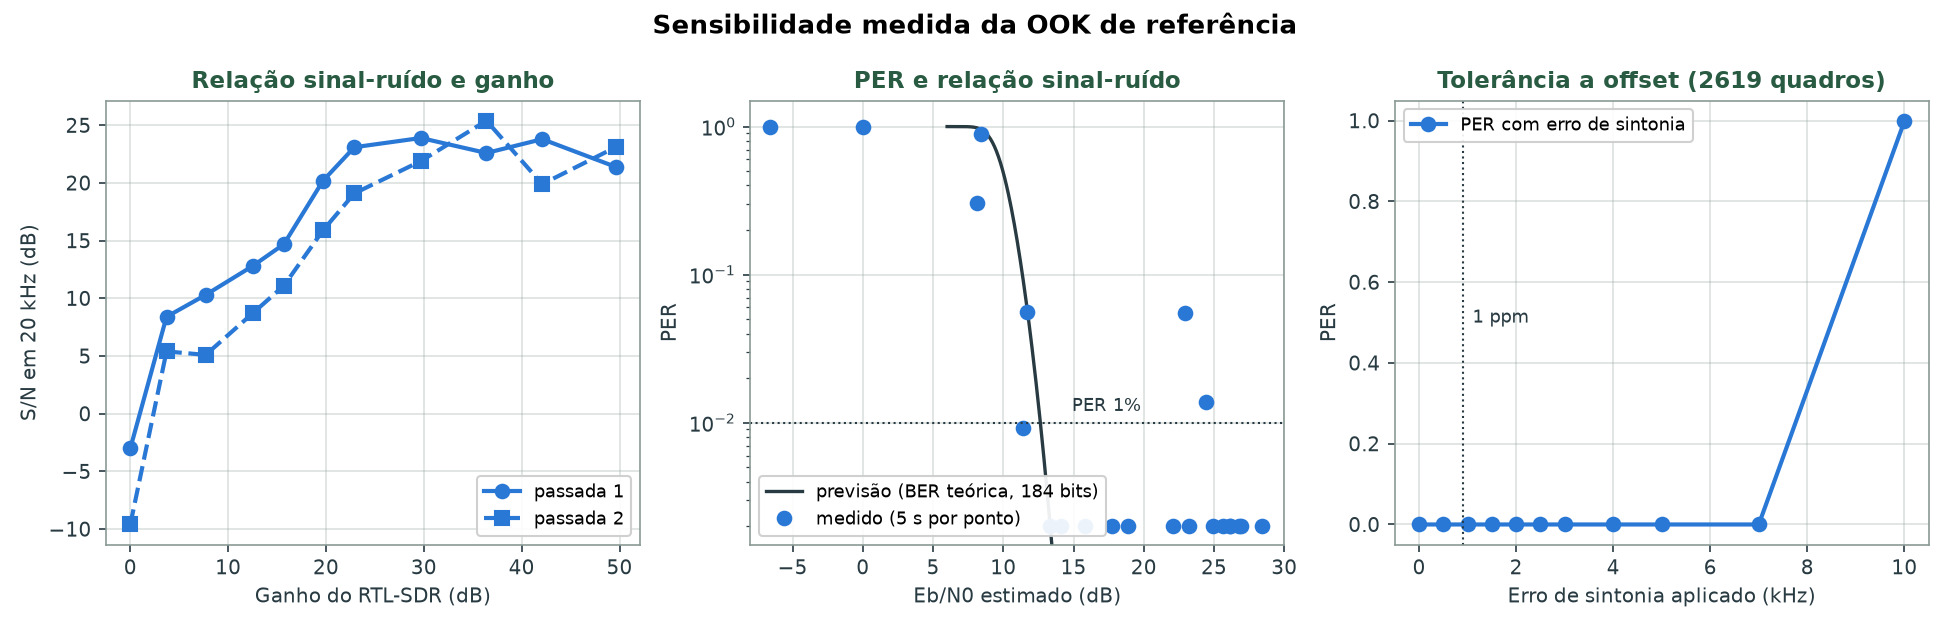 Sensibilidade medida da OOK de referência
Relação sinal-ruído e ganho
S/N em 20 kHz (dB)
25
20
15
10
5
0
−5
−10
0
10
20
30
40
50
Ganho do RTL-SDR (dB)
passada 1
passada 2
PER e relação sinal-ruído
PER
10⁰
10⁻¹
10⁻²
PER 1%
previsão (BER teórica, 184 bits)
medido (5 s por ponto)
−5
0
5
10
15
20
25
30
Eb/N0 estimado (dB)
Tolerância a offset (2619 quadros)
PER com erro de sintonia
PER
1.0
0.8
0.6
0.4
0.2
0.0
1 ppm
0
2
4
6
8
10
Erro de sintonia aplicado (kHz)